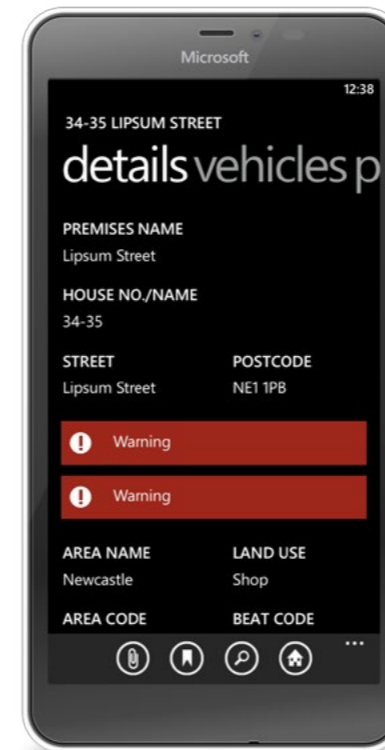 Microsoft
12:38
34-35 LIPSUM STREET
details vehicles p
PREMISES NAME
Lipsum Street
HOUSE NO./NAME
34-35
STREET POSTCODE
Lipsum Street NE1 1PB
Warning
Warning
AREA NAME LAND USE
Newcastle Shop
AREA CODE BEAT CODE